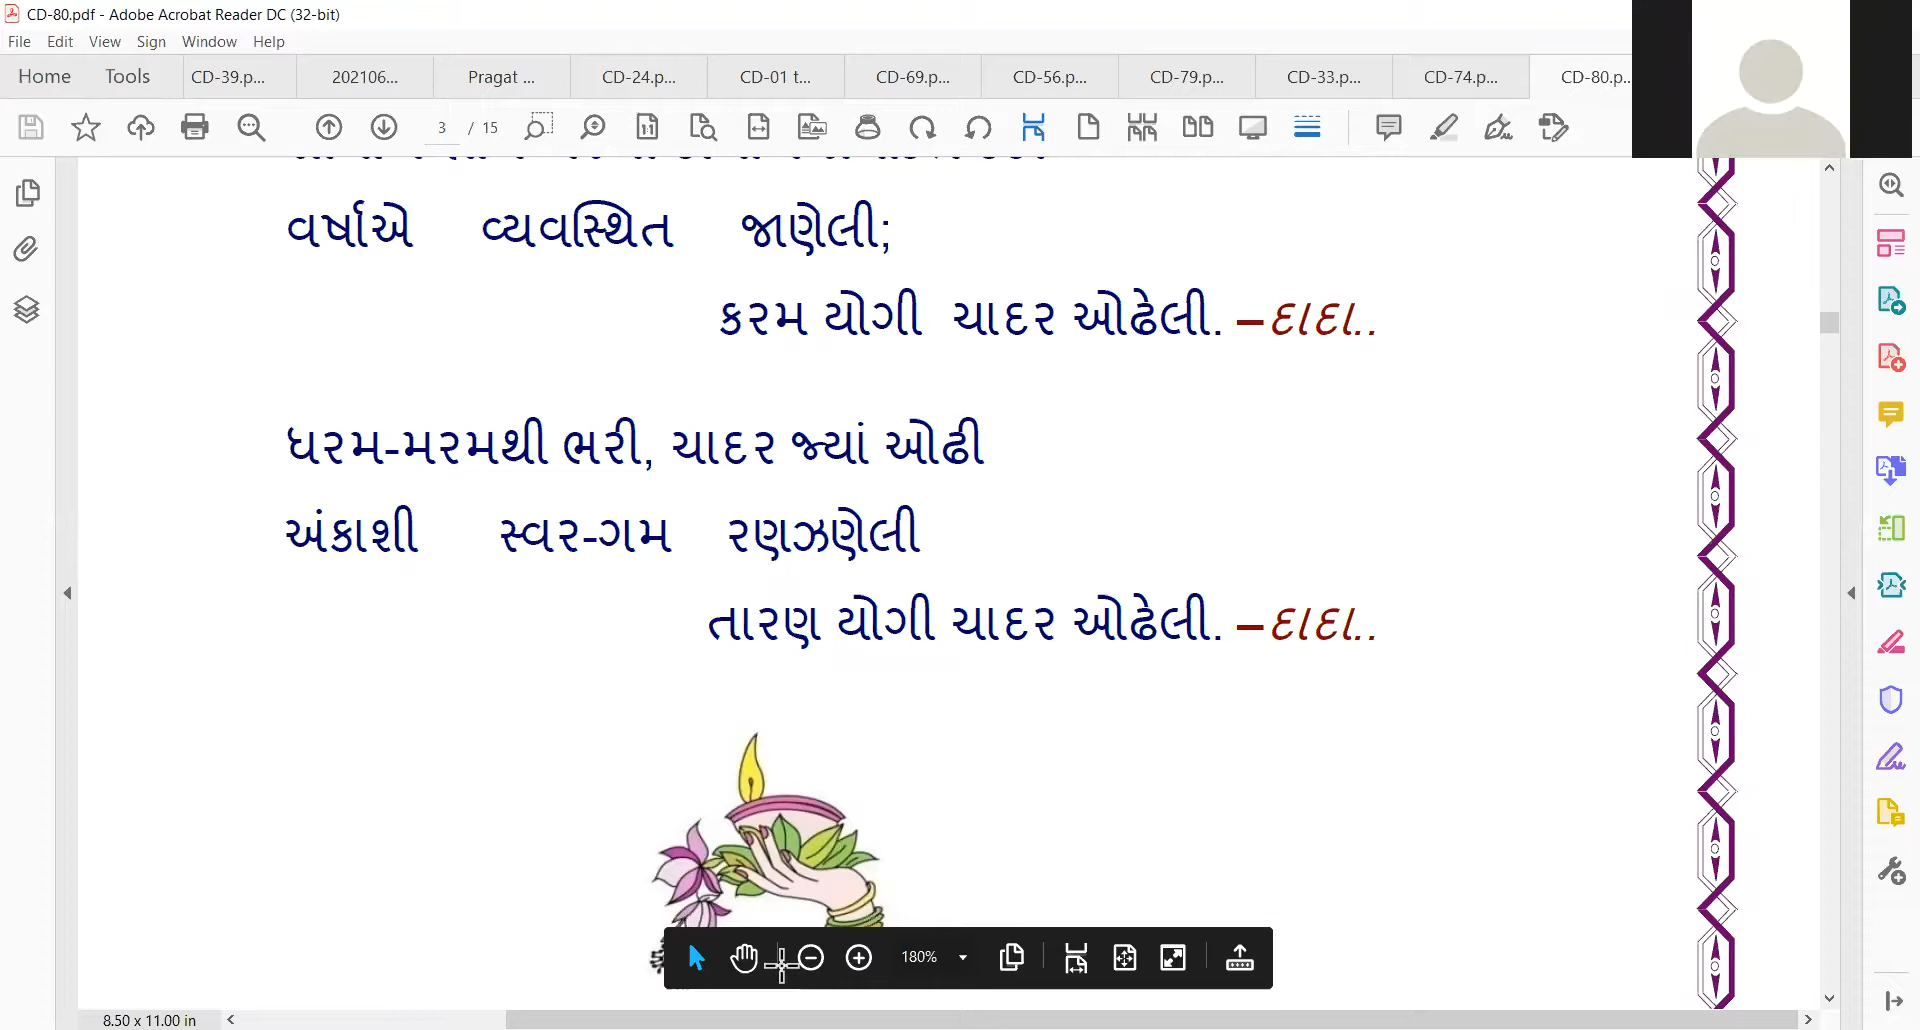 CD-80.pdf - Adobe Acrobat Reader DC (32-bit)
File Edit View Sign Window Help
Home Tools CD-39.p... 202106... Pragat ... CD-24.p... CD-01 t... CD-69.p... CD-56.p... CD-79.p... CD-33.p... CD-74.p... CD-80.p..
3 / 15
વર્ષાએ વ્યવસ્થિત જાણેલી;
કરમ યોગી ચાદર ઓઢેલી. –દાદા..
ધરમ-મરમથી ભરી, ચાદર જ્યાં ઓઢી
અંકાશી સ્વર-ગમ રણઝણેલી
તારણ યોગી ચાદર ઓઢેલી. –દાદા..
180%
8.50 x 11.00 in